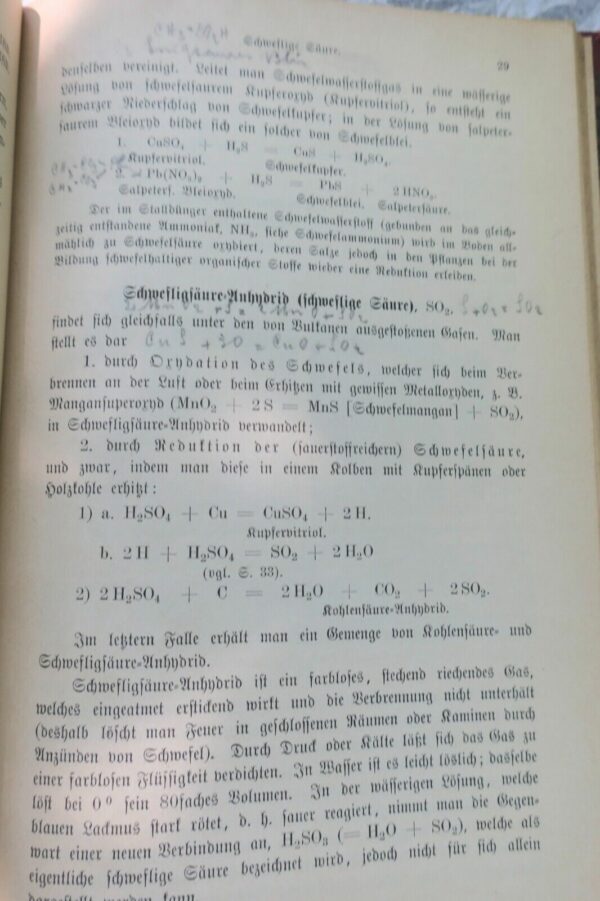 Schweflige Säure.
29
denselben vereinigt. Leitet man Schwefelwasserstoffgas in eine wässerige
Lösung von schwefelsaurem Kupferoxyd (Kupfervitriol), so entsteht ein
schwarzer Niederschlag von Schwefelkupfer; in der Lösung von salpeter-
saurem Bleioxyd bildet sich ein solcher von Schwefelblei.
1. CuSO₄ + H₂S = CuS + H₂SO₄.
Kupfervitriol. Schwefelkupfer.
2. Pb(NO₃)₂ + H₂S = PbS + 2 HNO₃.
Salpeters. Bleioxyd. Schwefelblei. Salpetersäure.
Der im Stalldünger enthaltene Schwefelwasserstoff (gebunden an das gleich-
zeitig entstandene Ammoniak, NH₃, siehe Schwefelammonium) wird im Boden all-
mählich zu Schwefelsäure oxydiert, deren Salze jedoch in den Pflanzen bei der
Bildung schwefelhaltiger organischer Stoffe wieder eine Reduktion erleiden.
Schwefligsäure-Anhydrid (schweflige Säure), SO₂, S + O₂ = SO₂
findet sich gleichfalls unter den von Vulkanen ausgestoßenen Gasen. Man
stellt es dar
1. durch Oxydation des Schwefels, welcher sich beim Ver-
brennen an der Luft oder beim Erhitzen mit gewissen Metalloxyden, z. B.
Mangansuperoxyd (MnO₂ + 2 S = MnS [Schwefelmangan] + SO₂),
in Schwefligsäure-Anhydrid verwandelt;
2. durch Reduktion der (sauerstoffreichern) Schwefelsäure,
und zwar, indem man diese in einem Kolben mit Kupferspänen oder
Holzkohle erhitzt:
1) a. H₂SO₄ + Cu = CuSO₄ + 2 H.
Kupfervitriol.
b. 2 H + H₂SO₄ = SO₂ + 2 H₂O
(vgl. S. 33).
2) 2 H₂SO₄ + C = 2 H₂O + CO₂ + 2 SO₂.
Kohlensäure-Anhydrid.
Im letztern Falle erhält man ein Gemenge von Kohlensäure- und
Schwefligsäure-Anhydrid.
Schwefligsäure-Anhydrid ist ein farbloses, stechend riechendes Gas,
welches eingeatmet erstickend wirkt und die Verbrennung nicht unterhält
(deshalb löscht man Feuer in geschlossenen Räumen oder Kaminen durch
Anzünden von Schwefel). Durch Druck oder Kälte läßt sich das Gas zu
einer farblosen Flüssigkeit verdichten. In Wasser ist es leicht löslich; dasselbe
löst bei 0⁰ sein 80faches Volumen. In der wässerigen Lösung, welche
blauen Lackmus stark rötet, d. h. sauer reagiert, nimmt man die Gegen-
wart einer neuen Verbindung an, H₂SO₃ (= H₂O + SO₂), welche als
eigentliche schweflige Säure bezeichnet wird, jedoch nicht für sich allein
dargestellt werden kann.